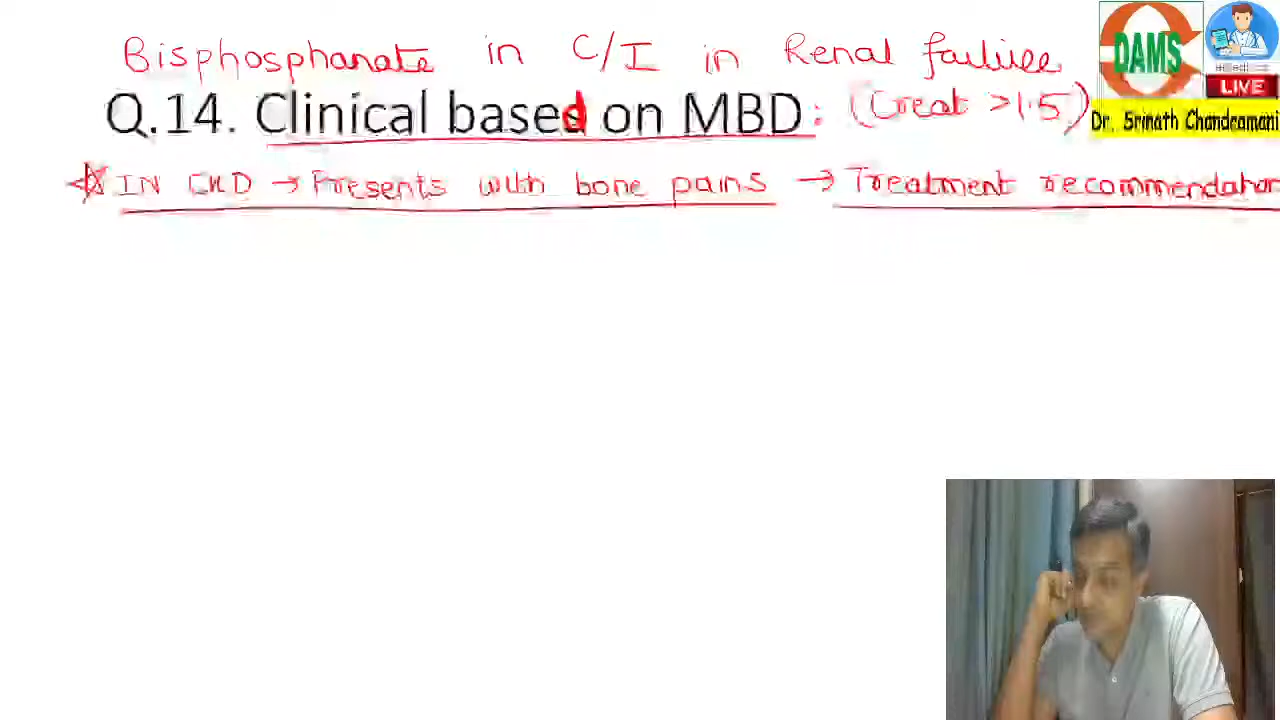 Bisphosphanate in C/I in Renal failure
Q.14. Clinical based on MBD: (Creat >1.5)
IN CKD → Presents with bone pains → Treatment recommendation
DAMS
LIVE
Dr. Srinath Chandramani